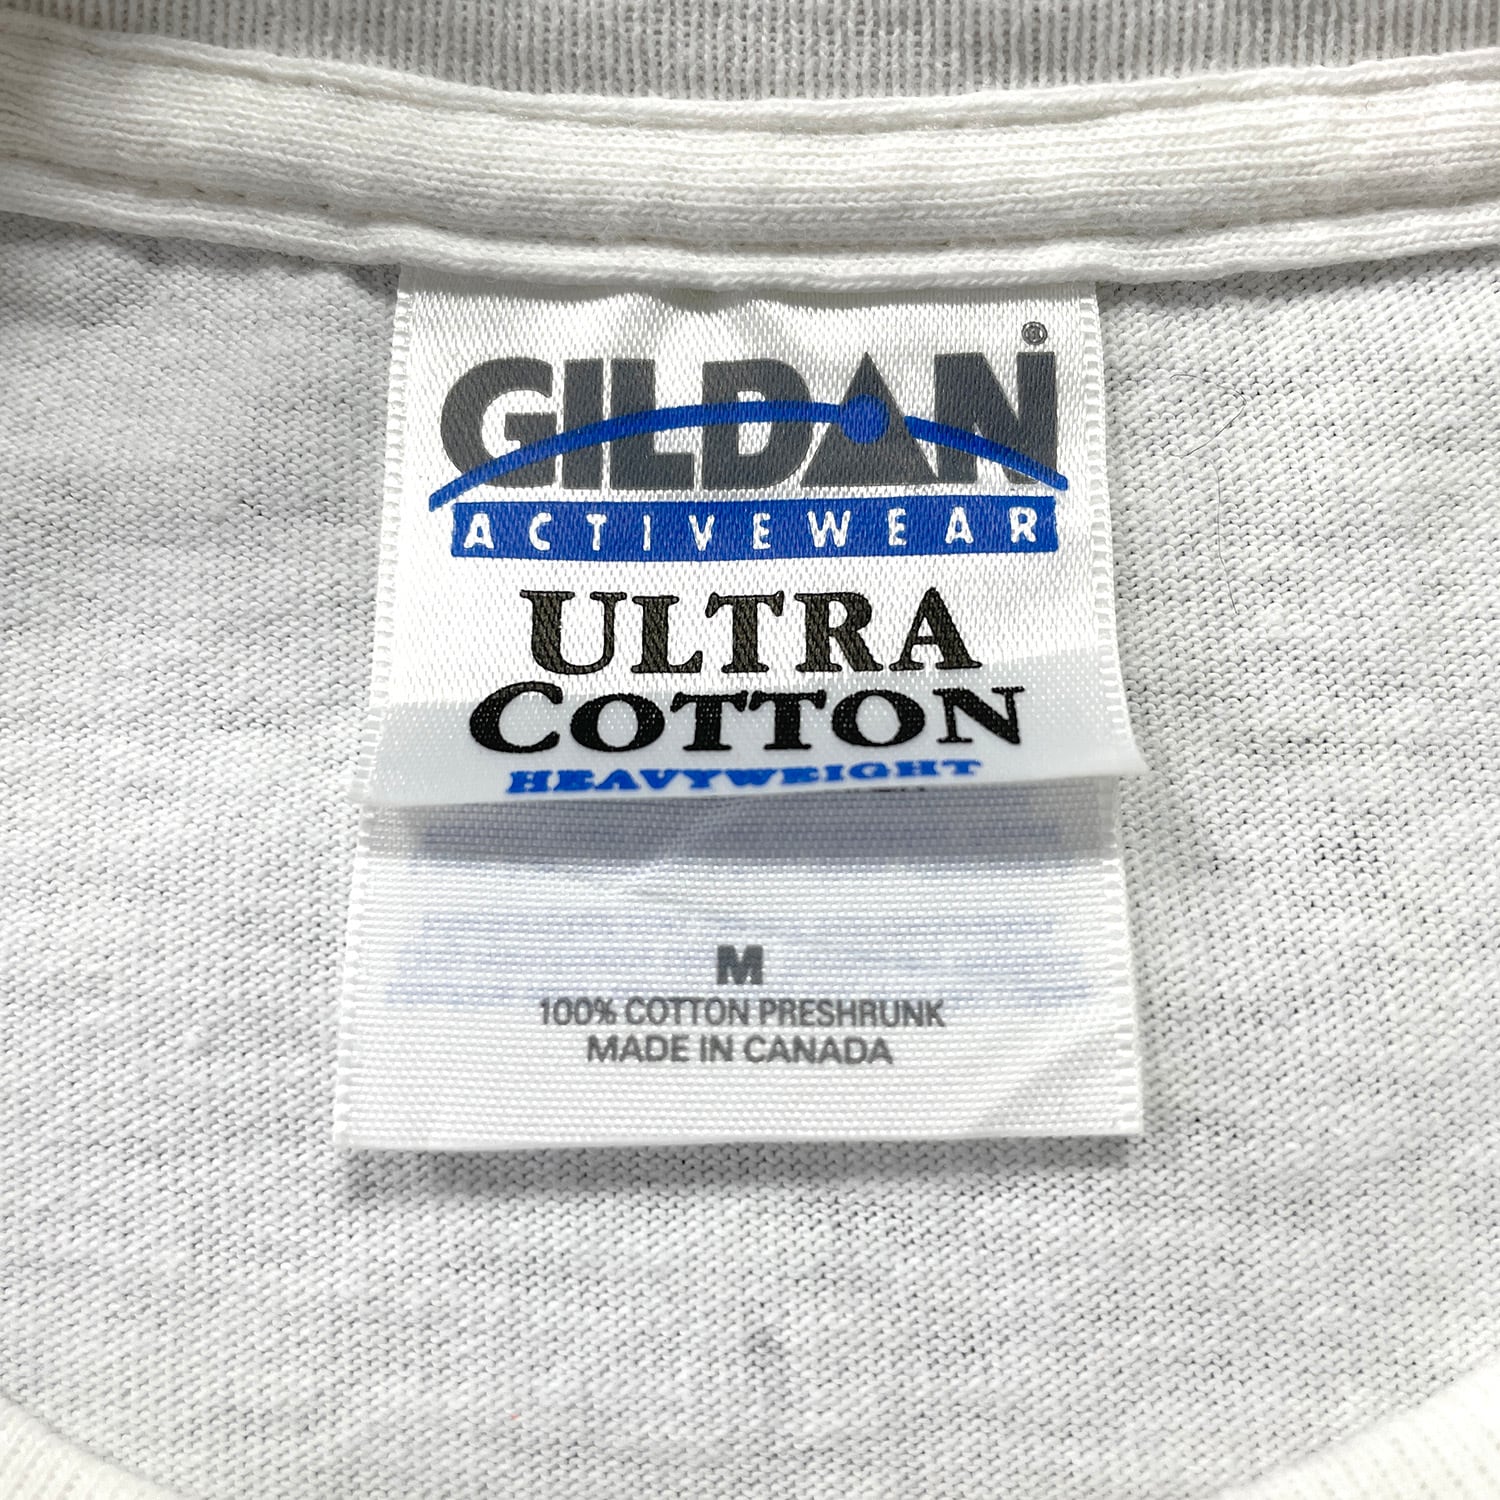 GILDAN®
ACTIVEWEAR
ULTRA
COTTON
HEAVYWEIGHT
M
100% COTTON PRESHRUNK
MADE IN CANADA